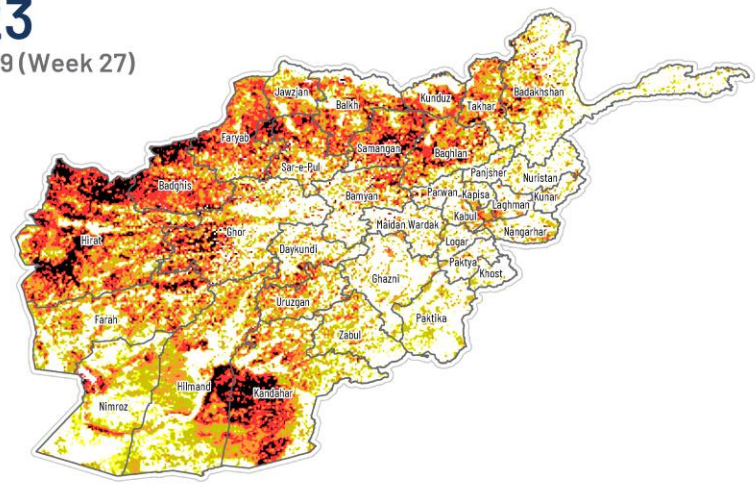 23
9 (Week 27)
Jawzjan
Balkh
Kunduz
Takhar
Badakhshan
Faryab
Samangan
Baghlan
Sar-e-Pul
Panjsher
Nuristan
Badghis
Bamyan
Parwan
Kapisa
Kunar
Laghman
Hirat
Ghor
Maidan Wardak
Kabul
Nangarhar
Daykundi
Logar
Paktya
Khost
Ghazni
Uruzgan
Farah
Paktika
Zabul
Hilmand
Kandahar
Nimroz